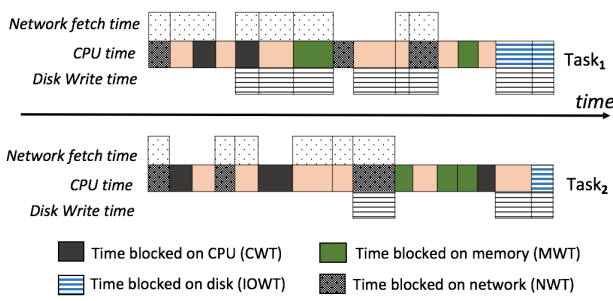 Network fetch time
CPU time
Task1
Disk Write time
time
Network fetch time
CPU time
Task2
Disk Write time
Time blocked on CPU (CWT)
Time blocked on memory (MWT)
Time blocked on disk (IOWT)
Time blocked on network (NWT)